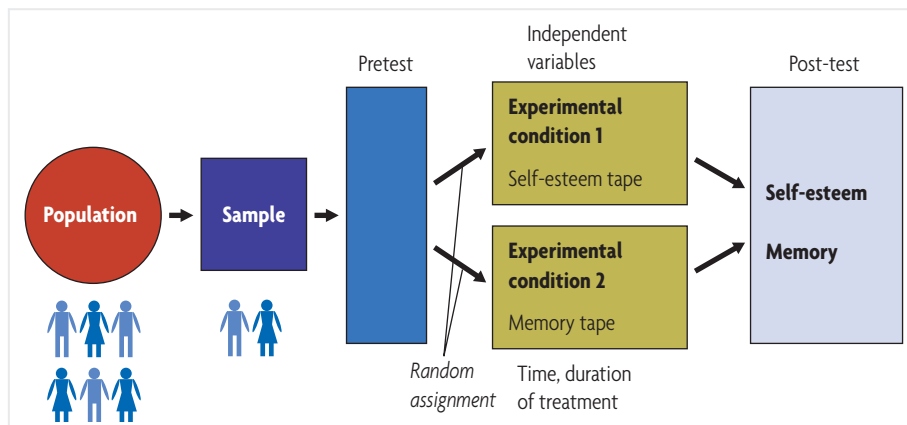 Population
Sample
Pretest
Random
assignment
Independent
variables
Experimental
condition 1
Self-esteem tape
Experimental
condition 2
Memory tape
Time, duration
of treatment
Post-test
Self-esteem
Memory